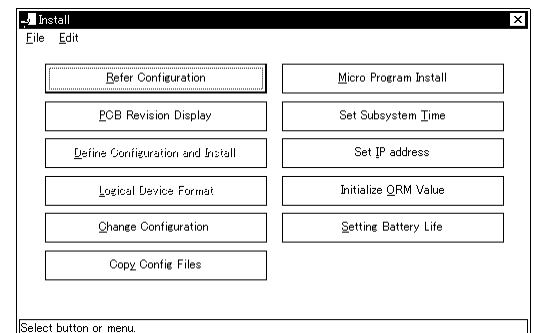 Install
File Edit
Refer Configuration
Micro Program Install
PCB Revision Display
Set Subsystem Time
Define Configuration and Install
Set IP address
Logical Device Format
Initialize ORM Value
Change Configuration
Setting Battery Life
Copy Config Files
Select button or menu.